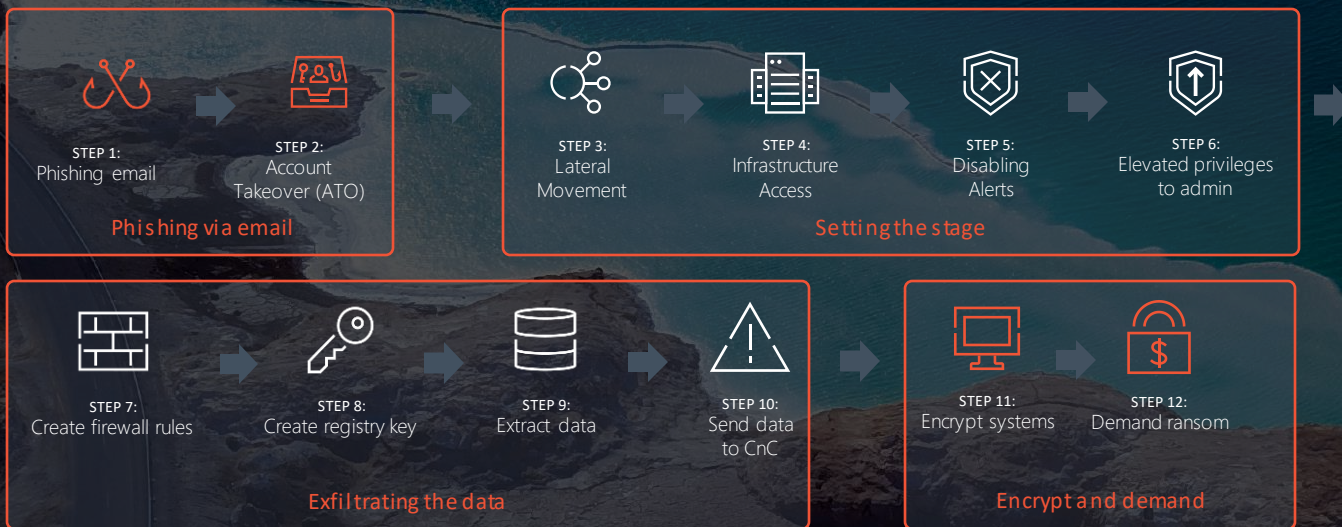 STEP 1:
Phishing email
STEP 2:
Account
Takeover (ATO)
Phishing via email
STEP 3:
Lateral
Movement
STEP 4:
Infrastructure
Access
STEP 5:
Disabling
Alerts
STEP 6:
Elevated privileges
to admin
Setting the stage
STEP 7:
Create firewall rules
STEP 8:
Create registry key
STEP 9:
Extract data
STEP 10:
Send data
to CnC
Exfiltrating the data
STEP 11:
Encrypt systems
STEP 12:
$
Demand ransom
Encrypt and demand